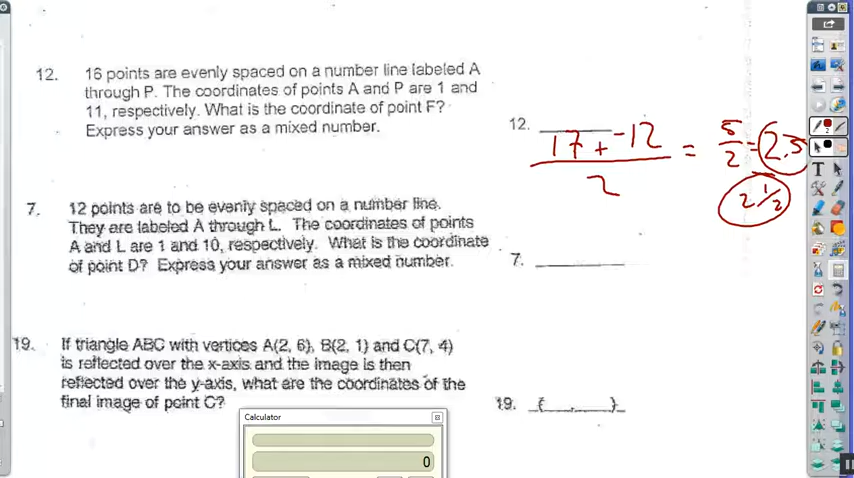 12. 16 points are evenly spaced on a number line labeled A
through P. The coordinates of points A and P are 1 and
11, respectively. What is the coordinate of point F?
Express your answer as a mixed number.
12. ________
17 + -12 / 2 = 5/2 = 2.5
2 1/2
7. 12 points are to be evenly spaced on a number line.
They are labeled A through L. The coordinates of points
A and L are 1 and 10, respectively. What is the coordinate
of point D? Express your answer as a mixed number.
7. ________
19. If triangle ABC with vertices A(2, 6), B(2, 1) and C(7, 4)
is reflected over the x-axis and the image is then
reflected over the y-axis, what are the coordinates of the
final image of point C?
19. ( , )
Calculator
0
T